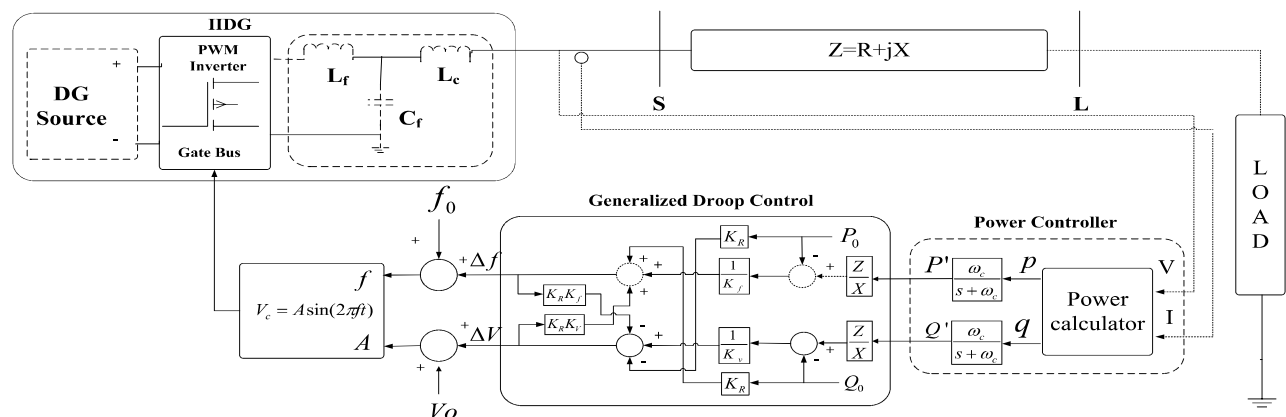 IIDG
DG Source
+
-
PWM Inverter
Gate Bus
L_f
C_f
L_c
S
Z=R+jX
L
LOAD
Generalized Droop Control
Power Controller
f_0
+
+
Δf
+
f
V_c = A sin(2πft)
A
+
ΔV
+
Vo
K_R
P_0
-
+
Z/X
1/K_f
+
+
+
+
K_R K_f
K_R K_V
-
+
-
1/K_v
+
-
Z/X
K_R
Q_0
P'
ω_c/(s+ω_c)
p
Q'
ω_c/(s+ω_c)
q
Power calculator
V
I